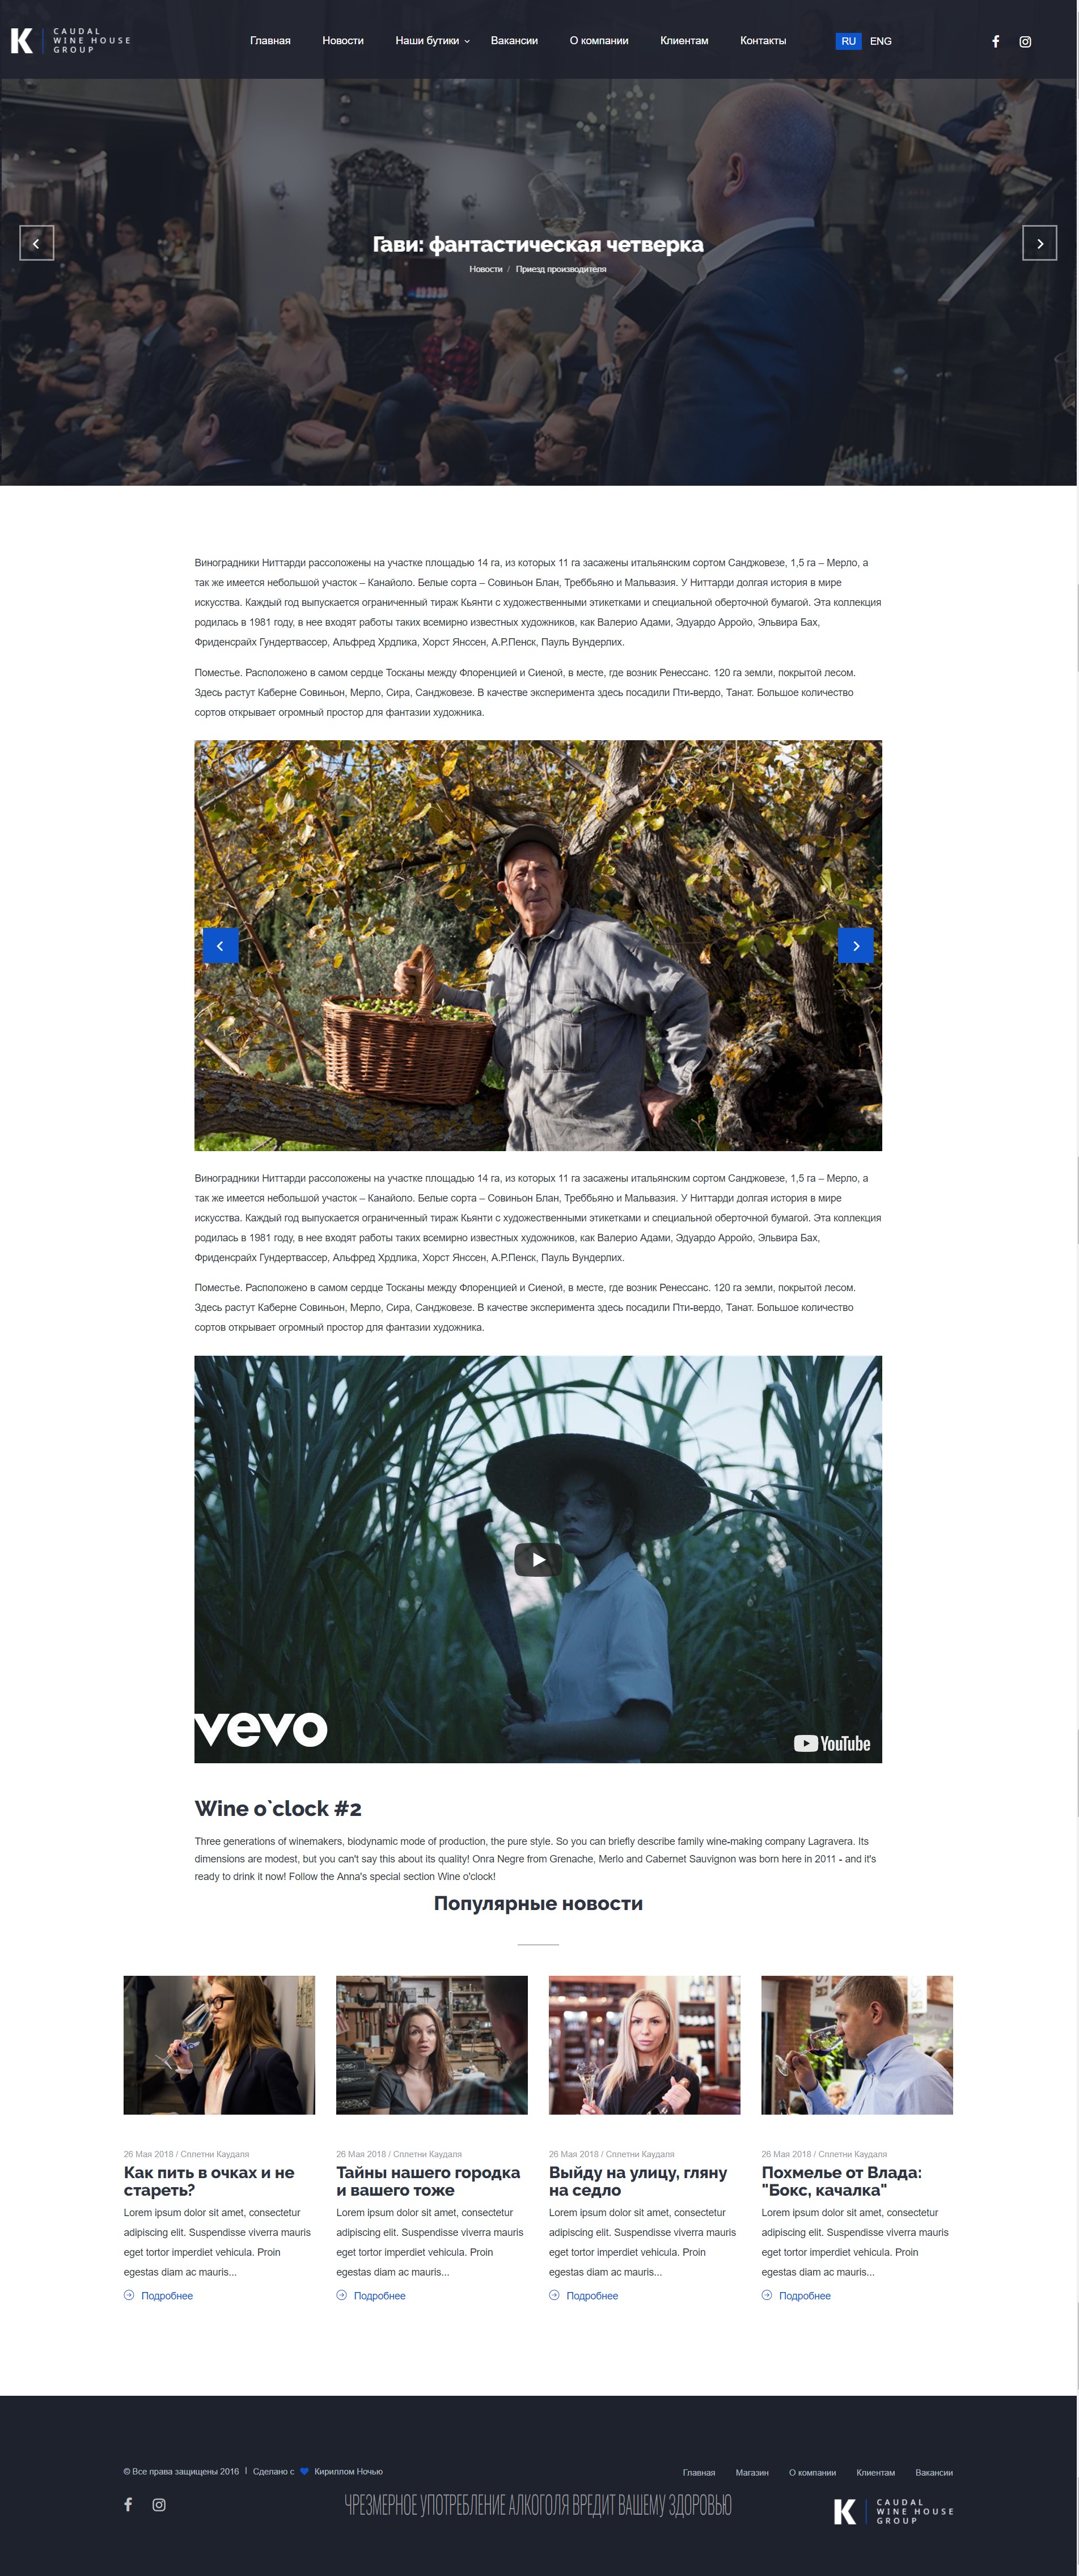 K CAUDAL
WINE HOUSE
GROUP
Главная Новости Наши бутики Вакансии О компании Клиентам Контакты RU ENG
Гави: фантастическая четверка
Новости / Приезд производителя
Виноградники Ниттарди рассоложены на участке площадью 14 га, из которых 11 га засажены итальянским сортом Санджовезе, 1,5 га – Мерло, а
так же имеется небольшой участок – Канайоло. Белые сорта – Совиньон Блан, Треббьяно и Мальвазия. У Ниттарди долгая история в мире
искусства. Каждый год выпускается ограниченный тираж Кьянти с художественными этикетками и специальной оберточной бумагой. Эта коллекция
родилась в 1981 году, в нее входят работы таких всемирно известных художников, как Валерио Адами, Эдуардо Арройо, Эльвира Бах,
Фриденсрайх Гундертвассер, Альфред Хрдлика, Хорст Янссен, А.Р.Пенск, Пауль Вундерлих.
Поместье. Расположено в самом сердце Тосканы между Флоренцией и Сиеной, в месте, где возник Ренессанс. 120 га земли, покрытой лесом.
Здесь растут Каберне Совиньон, Мерло, Сира, Санджовезе. В качестве эксперимента здесь посадили Пти-вердо, Танат. Большое количество
сортов открывает огромный простор для фантазии художника.
Виноградники Ниттарди рассоложены на участке площадью 14 га, из которых 11 га засажены итальянским сортом Санджовезе, 1,5 га – Мерло, а
так же имеется небольшой участок – Канайоло. Белые сорта – Совиньон Блан, Треббьяно и Мальвазия. У Ниттарди долгая история в мире
искусства. Каждый год выпускается ограниченный тираж Кьянти с художественными этикетками и специальной оберточной бумагой. Эта коллекция
родилась в 1981 году, в нее входят работы таких всемирно известных художников, как Валерио Адами, Эдуардо Арройо, Эльвира Бах,
Фриденсрайх Гундертвассер, Альфред Хрдлика, Хорст Янссен, А.Р.Пенск, Пауль Вундерлих.
Поместье. Расположено в самом сердце Тосканы между Флоренцией и Сиеной, в месте, где возник Ренессанс. 120 га земли, покрытой лесом.
Здесь растут Каберне Совиньон, Мерло, Сира, Санджовезе. В качестве эксперимента здесь посадили Пти-вердо, Танат. Большое количество
сортов открывает огромный простор для фантазии художника.
vevo
YouTube
Wine o`clock #2
Three generations of winemakers, biodynamic mode of production, the pure style. So you can briefly describe family wine-making company Lagravera. Its
dimensions are modest, but you can't say this about its quality! Onra Negre from Grenache, Merlo and Cabernet Sauvignon was born here in 2011 - and it's
ready to drink it now! Follow the Anna's special section Wine o'clock!
Популярные новости
26 Мая 2018 / Сплетни Каудаля
Как пить в очках и не
стареть?
Lorem ipsum dolor sit amet, consectetur
adipiscing elit. Suspendisse viverra mauris
eget tortor imperdiet vehicula. Proin
egestas diam ac mauris...
Подробнее
26 Мая 2018 / Сплетни Каудаля
Тайны нашего городка
и вашего тоже
Lorem ipsum dolor sit amet, consectetur
adipiscing elit. Suspendisse viverra mauris
eget tortor imperdiet vehicula. Proin
egestas diam ac mauris...
Подробнее
26 Мая 2018 / Сплетни Каудаля
Выйду на улицу, гляну
на седло
Lorem ipsum dolor sit amet, consectetur
adipiscing elit. Suspendisse viverra mauris
eget tortor imperdiet vehicula. Proin
egestas diam ac mauris...
Подробнее
26 Мая 2018 / Сплетни Каудаля
Похмелье от Влада:
"Бокс, качалка"
Lorem ipsum dolor sit amet, consectetur
adipiscing elit. Suspendisse viverra mauris
eget tortor imperdiet vehicula. Proin
egestas diam ac mauris...
Подробнее
© Все права защищены 2016 | Сделано с Кириллом Ночью
Главная Магазин О компании Клиентам Вакансии
ЧРЕЗМЕРНОЕ УПОТРЕБЛЕНИЕ АЛКОГОЛЯ ВРЕДИТ ВАШЕМУ ЗДОРОВЬЮ
K CAUDAL
WINE HOUSE
GROUP